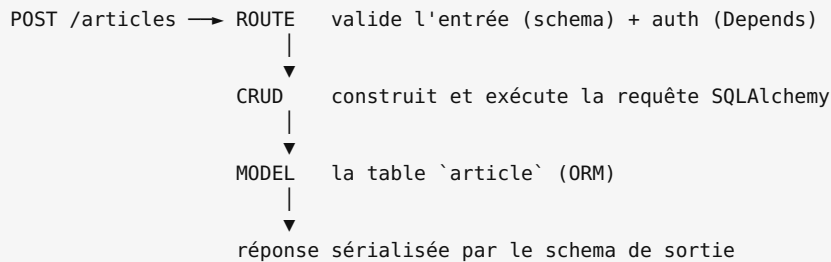 POST /articles ──► ROUTE   valide l'entrée (schema) + auth (Depends)
│
▼
CRUD    construit et exécute la requête SQLAlchemy
│
▼
MODEL   la table `article` (ORM)
│
▼
réponse sérialisée par le schema de sortie